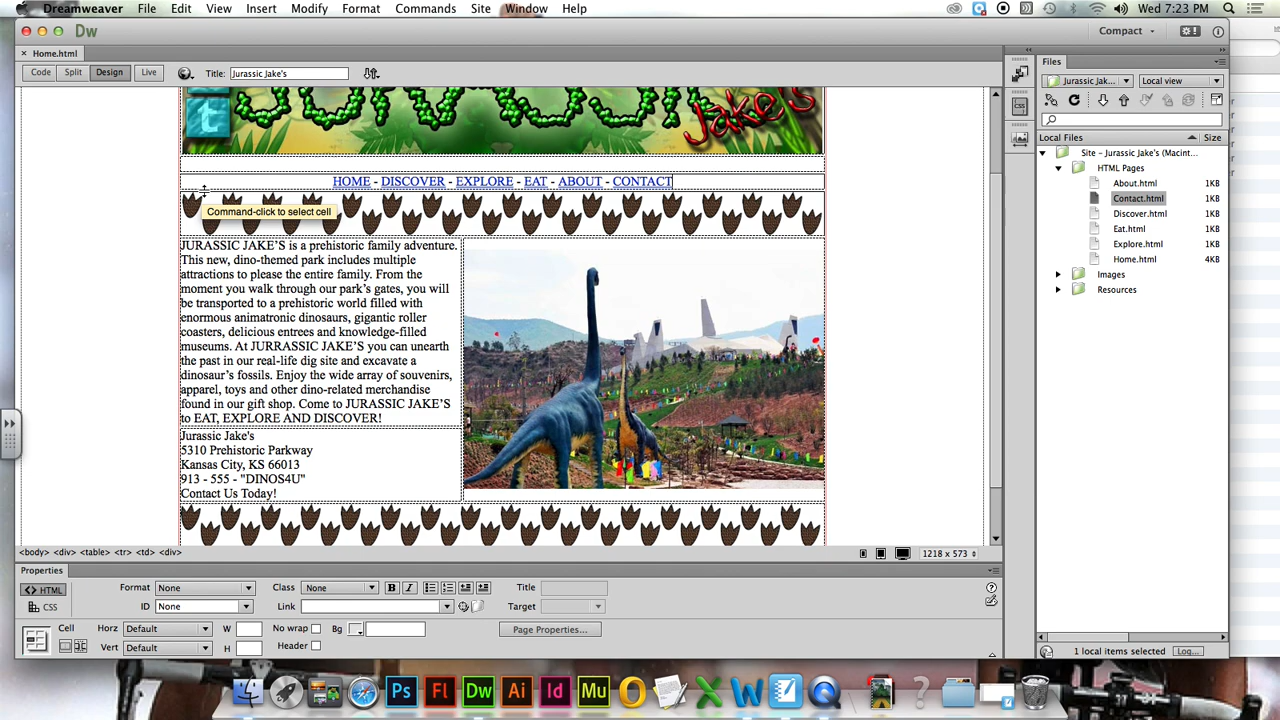 Dreamweaver File Edit View Insert Modify Format Commands Site Window Help Wed 7:23 PM
Dw Compact
Home.html
Code Split Design Live Title: Jurassic Jake's
Jake's
HOME - DISCOVER - EXPLORE - EAT - ABOUT - CONTACT
Command-click to select cell
JURASSIC JAKE'S is a prehistoric family adventure.
This new, dino-themed park includes multiple
attractions to please the entire family. From the
moment you walk through our park's gates, you will
be transported to a prehistoric world filled with
enormous animatronic dinosaurs, gigantic roller
coasters, delicious entrees and knowledge-filled
museums. At JURRASSIC JAKE'S you can unearth
the past in our real-life dig site and excavate a
dinosaur's fossils. Enjoy the wide array of souvenirs,
apparel, toys and other dino-related merchandise
found in our gift shop. Come to JURASSIC JAKE'S
to EAT, EXPLORE AND DISCOVER!
Jurassic Jake's
5310 Prehistoric Parkway
Kansas City, KS 66013
913 - 555 - "DINOS4U"
Contact Us Today!
<body> <div> <table> <tr> <td> <div> 1218 x 573
Files
Jurassic Jak... Local view
CSS
Local Files Size
Site - Jurassic Jake's (Macint...
HTML Pages
About.html 1KB
Contact.html 1KB
Discover.html 1KB
Eat.html 1KB
Explore.html 1KB
Home.html 4KB
Images
Resources
1 local items selected Log...
Properties
HTML Format None Class None B I Title
CSS ID None Link Target
Cell Horz Default W No wrap Bg Page Properties...
Vert Default H Header
Ps Fl Dw Ai Id Mu